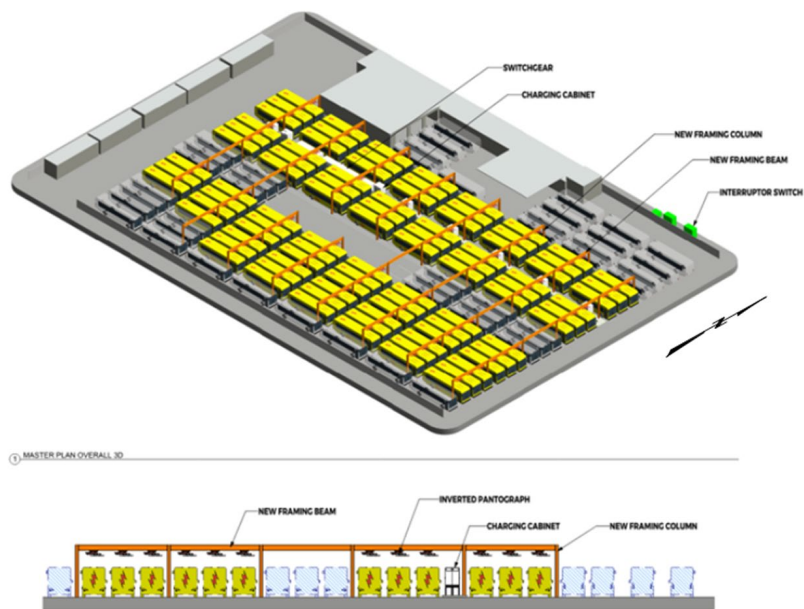 SWITCHGEAR
CHARGING CABINET
NEW FRAMING COLUMN
NEW FRAMING BEAM
INTERRUPTOR SWITCH
N
1 MASTER PLAN OVERALL 3D
INVERTED PANTOGRAPH
NEW FRAMING BEAM
CHARGING CABINET
NEW FRAMING COLUMN